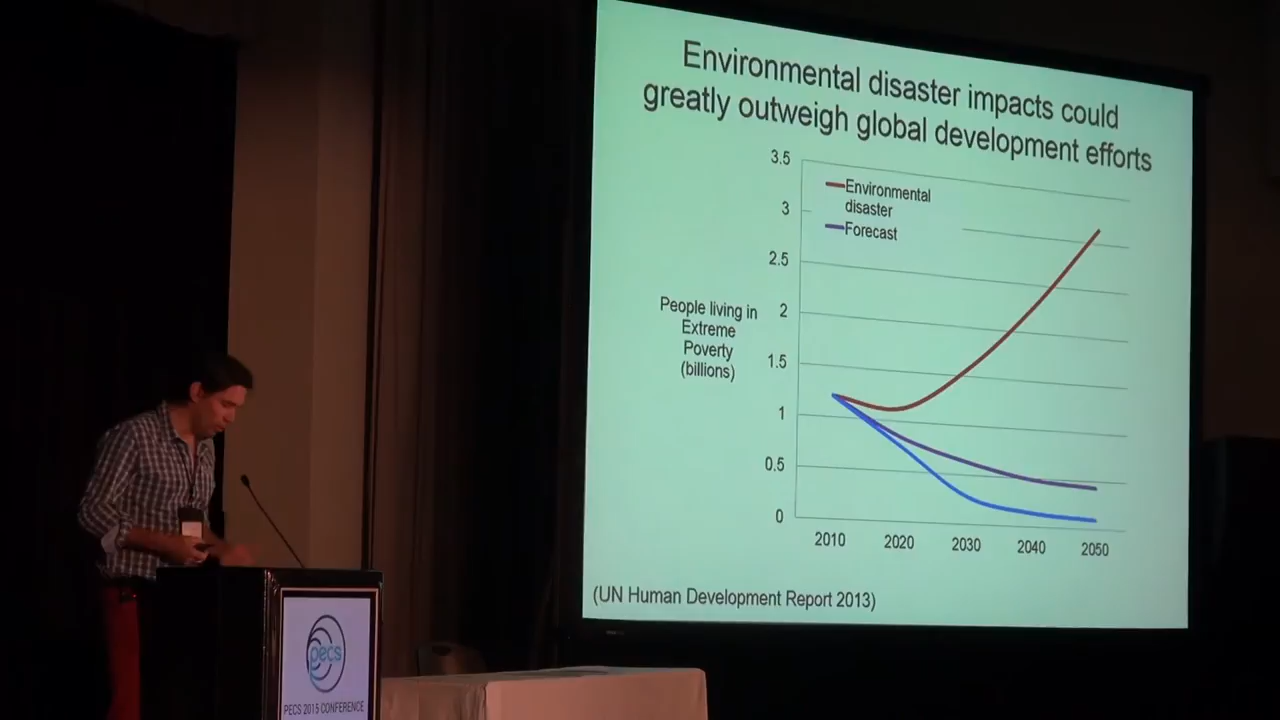 Environmental disaster impacts could
greatly outweigh global development efforts
3.5
3
2.5
2
1.5
1
0.5
0
Environmental
disaster
Forecast
People living in
Extreme
Poverty
(billions)
2010 2020 2030 2040 2050
(UN Human Development Report 2013)
pecs
PECS 2015 CONFERENCE